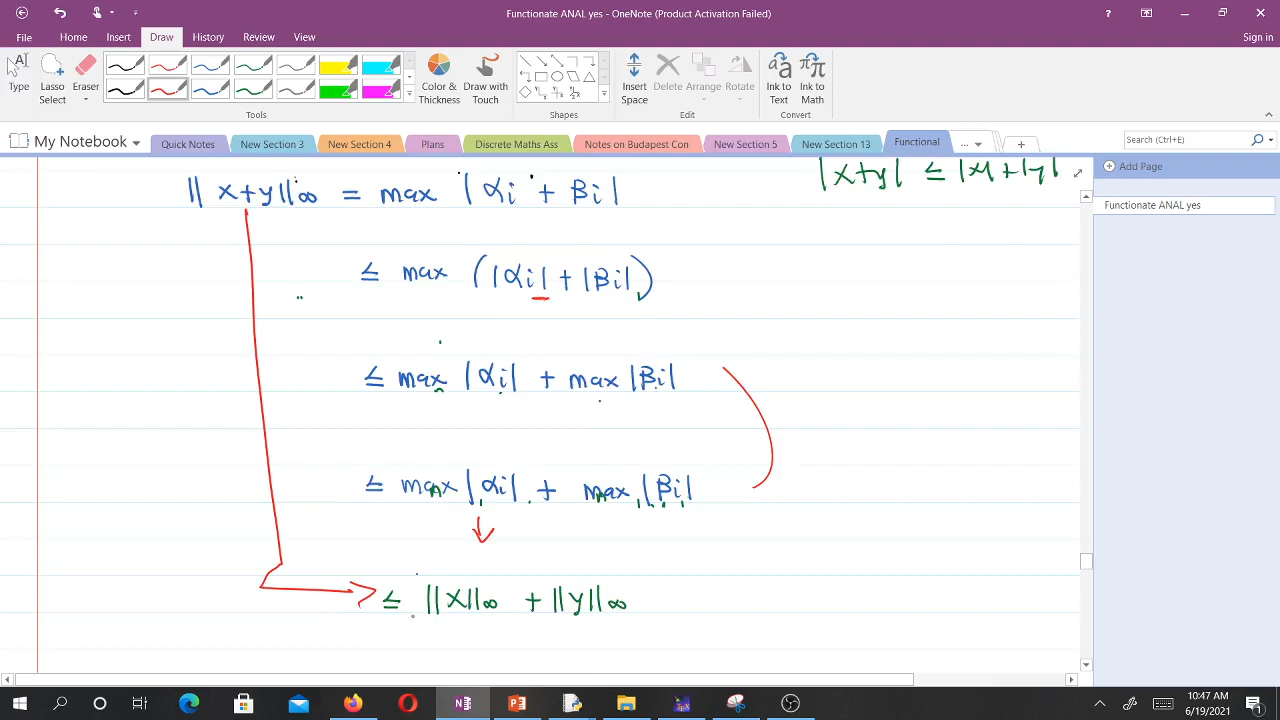 Functionate ANAL yes - OneNote (Product Activation Failed)
Sign in
File Home Insert Draw History Review View
Type Lasso Select Eraser Color & Thickness Draw with Touch Insert Space Delete Arrange Rotate Ink to Text Ink to Math
Tools Shapes Edit Convert
My Notebook Quick Notes New Section 3 New Section 4 Plans Discrete Maths Ass Notes on Budapest Con New Section 5 New Section 13 Functional ... Search (Ctrl+E)
Add Page
Functionate ANAL yes
|x+y| ≤ |x|+|y|
||x+y||∞ = max |αi + βi|
≤ max (|αi| + |βi|)
≤ max |αi| + max |βi|
≤ max |αi| + max |βi|
≤ ||x||∞ + ||y||∞
10:47 AM
6/19/2021